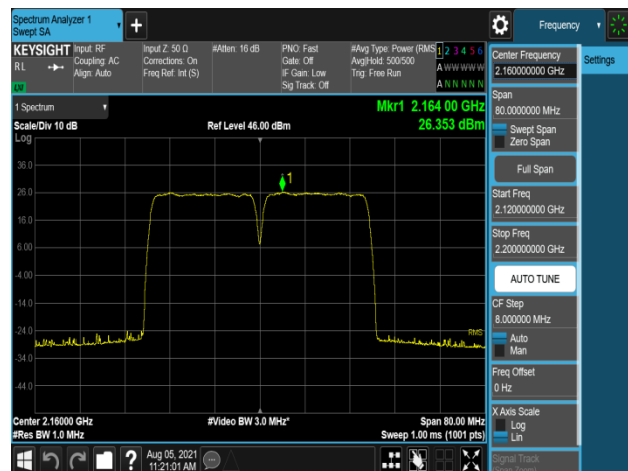 Spectrum Analyzer 1
Swept SA
Frequency
KEYSIGHT
RL
Input: RF
Coupling: AC
Align: Auto
Input Z: 50 Ω
Corrections: On
Freq Ref: Int (S)
#Atten: 16 dB
PNO: Fast
Gate: Off
IF Gain: Low
Sig Track: Off
#Avg Type: Power (RMS
Avg|Hold: 500/500
Trig: Free Run
1 2 3 4 5 6
A W W W W W
A N N N N N
LXI
1 Spectrum
Scale/Div 10 dB
Log
Ref Level 46.00 dBm
Mkr1 2.164 00 GHz
26.353 dBm
1
36.0
26.0
16.0
6.00
-4.00
-14.0
-24.0
-34.0
-44.0
RMS
Center 2.16000 GHz
#Res BW 1.0 MHz
#Video BW 3.0 MHz*
Span 80.00 MHz
Sweep 1.00 ms (1001 pts)
Aug 05, 2021
11:21:01 AM
Center Frequency
2.160000000 GHz
Settings
Span
80.0000000 MHz
Swept Span
Zero Span
Full Span
Start Freq
2.120000000 GHz
Stop Freq
2.200000000 GHz
AUTO TUNE
CF Step
8.000000 MHz
Auto
Man
Freq Offset
0 Hz
X Axis Scale
Log
Lin
Signal Track